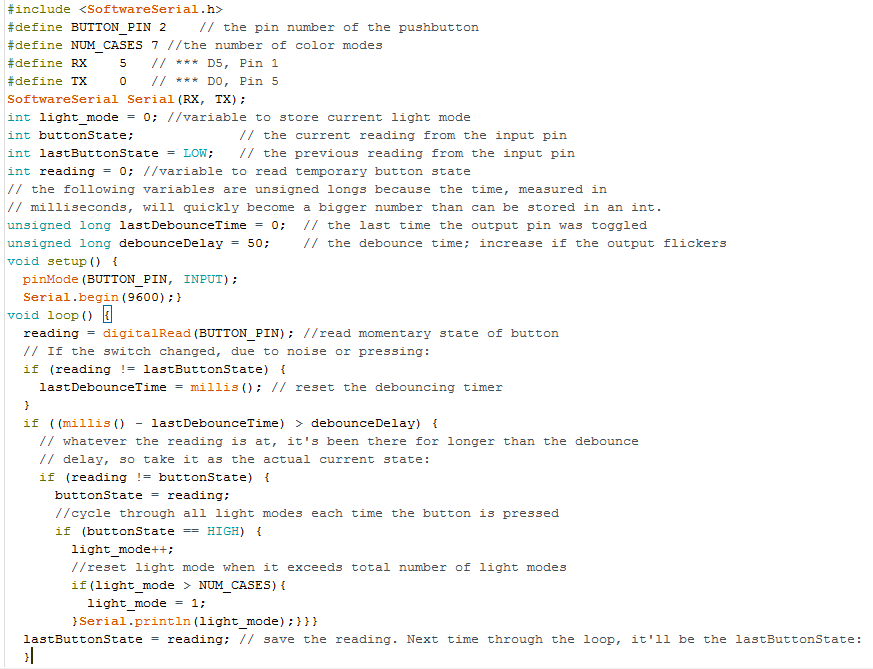 #include <SoftwareSerial.h>
#define BUTTON_PIN 2    // the pin number of the pushbutton
#define NUM_CASES 7 //the number of color modes
#define RX    5   // *** D5, Pin 1
#define TX    0   // *** D0, Pin 5
SoftwareSerial Serial(RX, TX);
int light_mode = 0; //variable to store current light mode
int buttonState;             // the current reading from the input pin
int lastButtonState = LOW;   // the previous reading from the input pin
int reading = 0; //variable to read temporary button state
// the following variables are unsigned longs because the time, measured in
// milliseconds, will quickly become a bigger number than can be stored in an int.
unsigned long lastDebounceTime = 0;  // the last time the output pin was toggled
unsigned long debounceDelay = 50;    // the debounce time; increase if the output flickers
void setup() {
  pinMode(BUTTON_PIN, INPUT);
  Serial.begin(9600);}
void loop() {
  reading = digitalRead(BUTTON_PIN); //read momentary state of button
  // If the switch changed, due to noise or pressing:
  if (reading != lastButtonState) {
    lastDebounceTime = millis(); // reset the debouncing timer
  }
  if ((millis() - lastDebounceTime) > debounceDelay) {
    // whatever the reading is at, it's been there for longer than the debounce
    // delay, so take it as the actual current state:
    if (reading != buttonState) {
      buttonState = reading;
      //cycle through all light modes each time the button is pressed
      if (buttonState == HIGH) {
        light_mode++;
        //reset light mode when it exceeds total number of light modes
        if(light_mode > NUM_CASES){
          light_mode = 1;
        }Serial.println(light_mode);}}}
  lastButtonState = reading; // save the reading. Next time through the loop, it'll be the lastButtonState:
  }